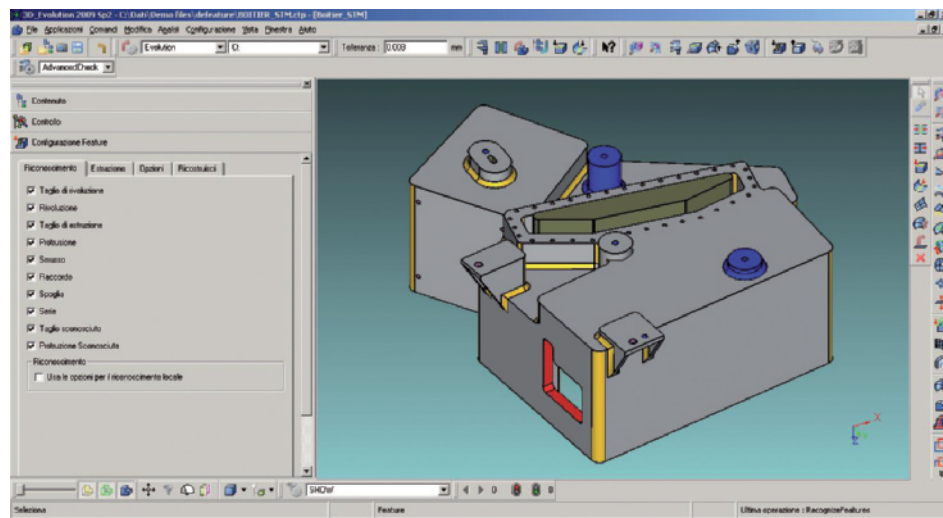 3D_Evolution 2009 Sp2 - C:\Dati\Demo files\defeature\BOITIER_STM.ctp - [Boitier_STM]
File Applicazioni Comandi Modifica Analisi Configurazione Vista Finestra Aiuto
Evolution
Tolleranza : 0.008 mm
AdvancedCheck
Contenuto
Controllo
Configurazione Feature
Riconoscimento Estrazione Opzioni Ricostruisci
Taglio di rivoluzione
Rivoluzione
Taglio di estrusione
Protrusione
Smusso
Raccordo
Spoglia
Serie
Taglio sconosciuto
Protrusione Sconosciuta
Riconoscimento
Usa le opzioni per il riconoscimento locale
X
SHOW
0
Seleziona Feature Ultima operazione : RecognizeFeatures